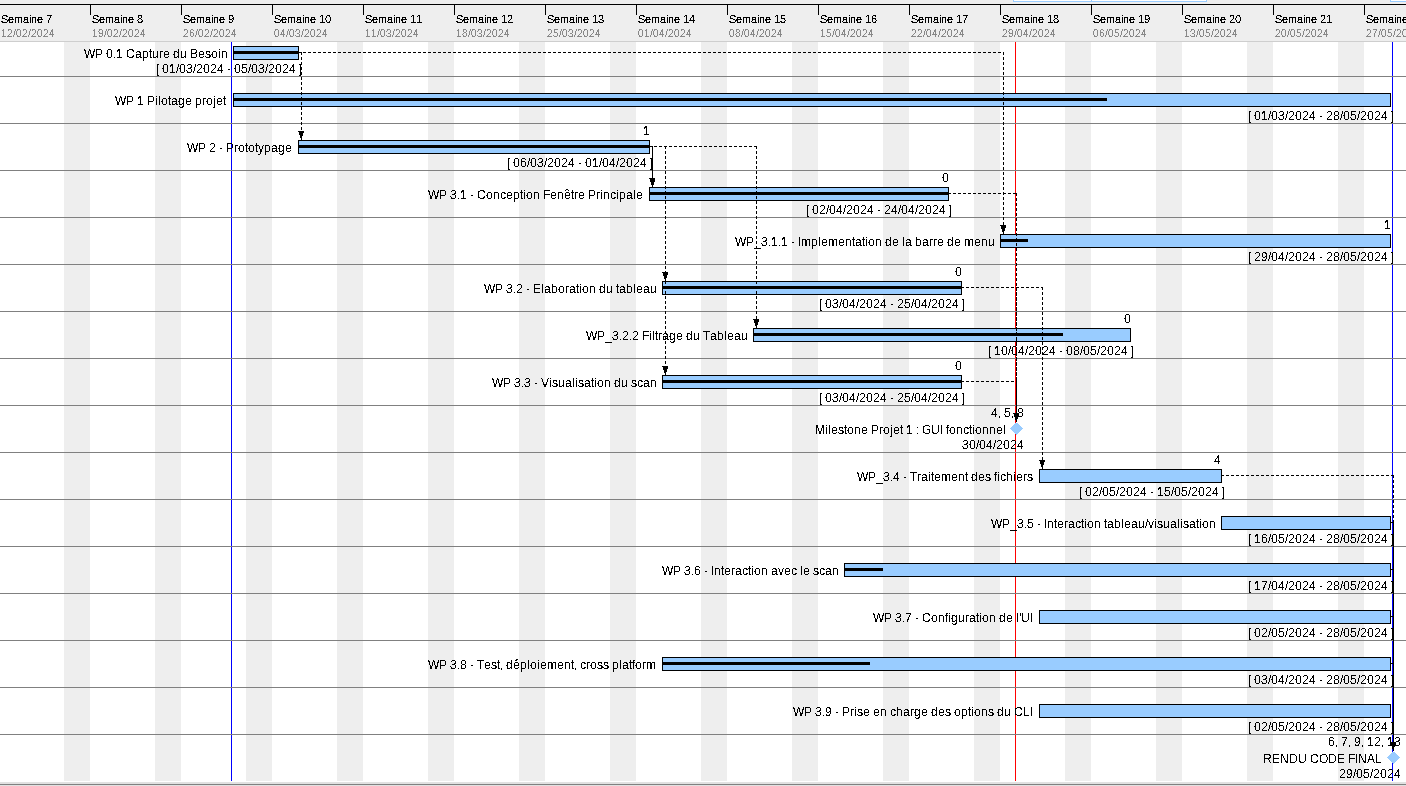 Semaine 7 Semaine 8 Semaine 9 Semaine 10 Semaine 11 Semaine 12 Semaine 13 Semaine 14 Semaine 15 Semaine 16 Semaine 17 Semaine 18 Semaine 19 Semaine 20 Semaine 21 Semaine
12/02/2024 19/02/2024 26/02/2024 04/03/2024 11/03/2024 18/03/2024 25/03/2024 01/04/2024 08/04/2024 15/04/2024 22/04/2024 29/04/2024 06/05/2024 13/05/2024 20/05/2024 27/05/20
WP 0.1 Capture du Besoin
[ 01/03/2024 - 05/03/2024 ]
WP 1 Pilotage projet
[ 01/03/2024 - 28/05/2024 ]
1
WP 2 - Prototypage
[ 06/03/2024 - 01/04/2024 ]
0
WP 3.1 - Conception Fenêtre Principale
[ 02/04/2024 - 24/04/2024 ]
1
WP_3.1.1 - Implementation de la barre de menu
[ 29/04/2024 - 28/05/2024 ]
0
WP 3.2 - Elaboration du tableau
[ 03/04/2024 - 25/04/2024 ]
0
WP_3.2.2 Filtrage du Tableau
[ 10/04/2024 - 08/05/2024 ]
0
WP 3.3 - Visualisation du scan
[ 03/04/2024 - 25/04/2024 ]
4, 5, 8
Milestone Projet 1 : GUI fonctionnel
30/04/2024
4
WP_3.4 - Traitement des fichiers
[ 02/05/2024 - 15/05/2024 ]
WP_3.5 - Interaction tableau/visualisation
[ 16/05/2024 - 28/05/2024 ]
WP 3.6 - Interaction avec le scan
[ 17/04/2024 - 28/05/2024 ]
WP 3.7 - Configuration de l'UI
[ 02/05/2024 - 28/05/2024 ]
WP 3.8 - Test, déploiement, cross platform
[ 03/04/2024 - 28/05/2024 ]
WP 3.9 - Prise en charge des options du CLI
[ 02/05/2024 - 28/05/2024 ]
6, 7, 9, 12, 13
RENDU CODE FINAL
29/05/2024